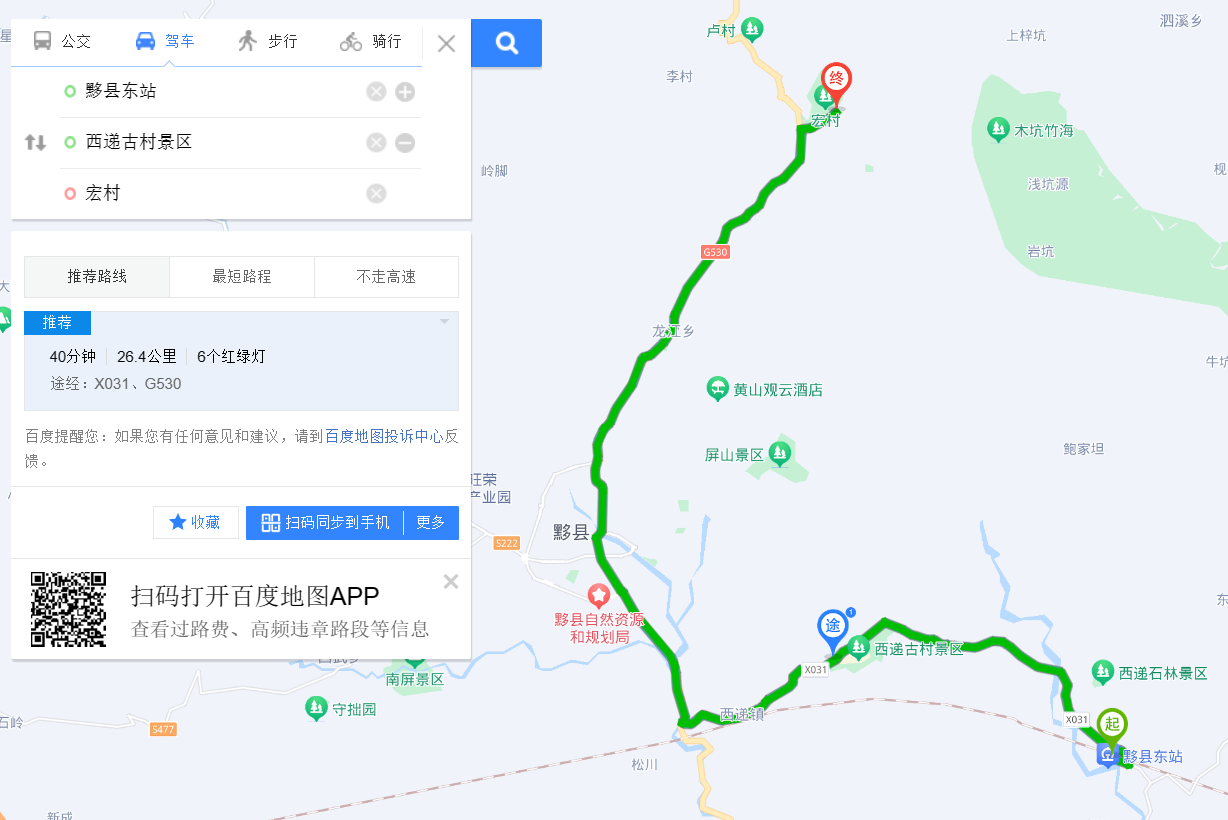 公交
驾车
步行
骑行
黟县东站
西递古村景区
宏村
推荐路线
最短路程
不走高速
推荐
40分钟 26.4公里 6个红绿灯
途经：X031、G530
百度提醒您：如果您有任何意见和建议，请到百度地图投诉中心反
馈。
收藏
扫码同步到手机
更多
扫码打开百度地图APP
查看过路费、高频违章路段等信息
卢村
泗溪乡
上梓坑
李村
终
宏村
木坑竹海
岭脚
浅坑源
岩坑
G530
龙江乡
牛坑
黄山观云酒店
屏山景区
鲍家坦
旺荣
产业园
黟县
S222
黟县自然资源
和规划局
途
1
西递古村景区
X031
西递石林景区
南屏景区
守拙园
石岭
S477
西递镇
X031
起
黟县东站
松川
新成